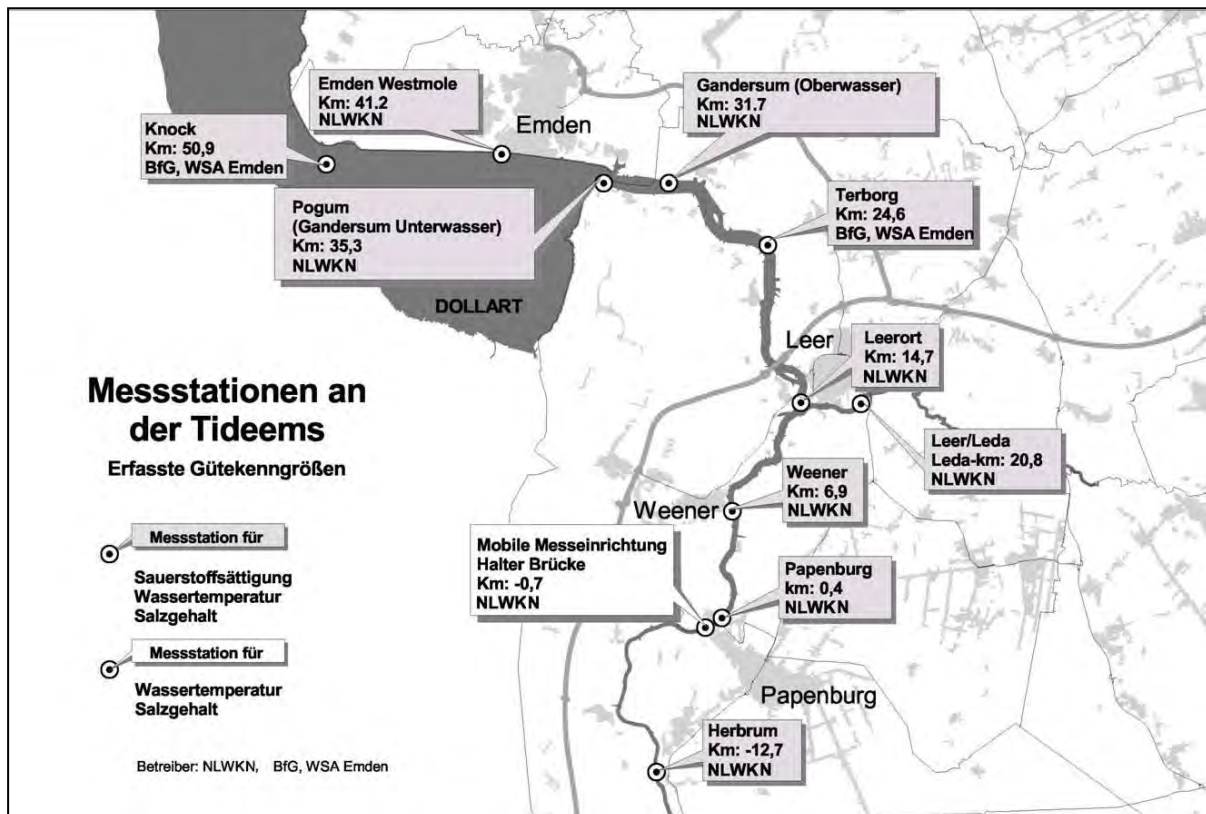 Emden Westmole
Km: 41.2
NLWKN
Gandersum (Oberwasser)
Km: 31.7
NLWKN
Knock
Km: 50,9
BfG, WSA Emden
Emden
Pogum
(Gandersum Unterwasser)
Km: 35,3
NLWKN
Terborg
Km: 24,6
BfG, WSA Emden
DOLLART
Leer
Leerort
Km: 14,7
NLWKN
Messstationen an
der Tideems
Erfasste Gütekenngrößen
Leer/Leda
Leda-km: 20,8
NLWKN
Weener
Km: 6,9
NLWKN
Weener
Messstation für
Sauerstoffsättigung
Wassertemperatur
Salzgehalt
Mobile Messeinrichtung
Halter Brücke
Km: -0,7
NLWKN
Papenburg
km: 0,4
NLWKN
Messstation für
Wassertemperatur
Salzgehalt
Papenburg
Herbrum
Km: -12,7
NLWKN
Betreiber: NLWKN, BfG, WSA Emden